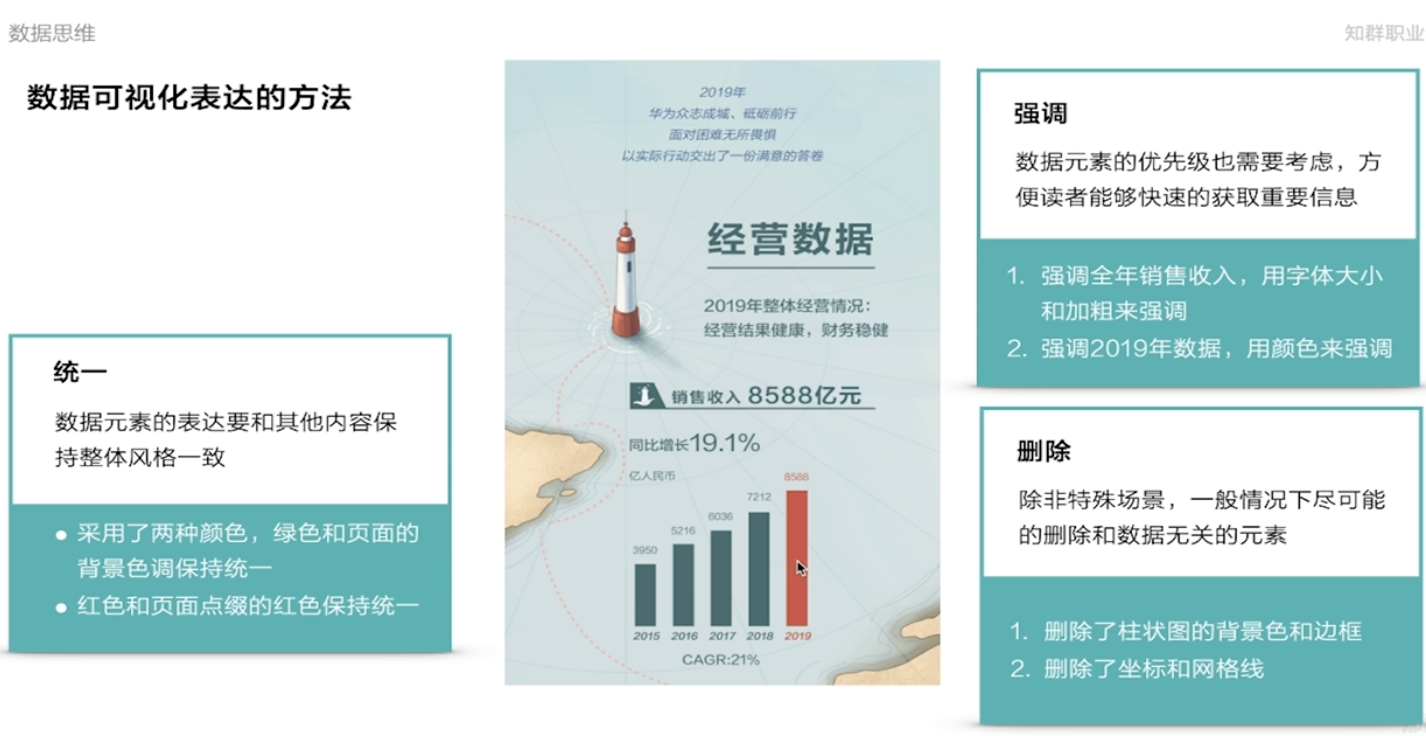 数据思维
知群职业
数据可视化表达的方法
统一
数据元素的表达要和其他内容保
持整体风格一致
● 采用了两种颜色，绿色和页面的
背景色调保持统一
● 红色和页面点缀的红色保持统一
2019年
华为众志成城、砥砺前行
面对困难无所畏惧
以实际行动交出了一份满意的答卷
经营数据
2019年整体经营情况：
经营结果健康，财务稳健
销售收入 8588亿元
同比增长19.1%
亿人民币
3950 5216 6036 7212 8588
2015 2016 2017 2018 2019
CAGR:21%
强调
数据元素的优先级也需要考虑，方
便读者能够快速的获取重要信息
1. 强调全年销售收入，用字体大小
和加粗来强调
2. 强调2019年数据，用颜色来强调
删除
除非特殊场景，一般情况下尽可能
的删除和数据无关的元素
1. 删除了柱状图的背景色和边框
2. 删除了坐标和网格线